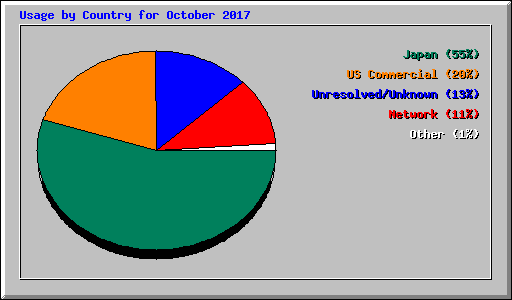 Usage by Country for October 2017
Japan (55%)
US Commercial (20%)
Unresolved/Unknown (13%)
Network (11%)
Other (1%)